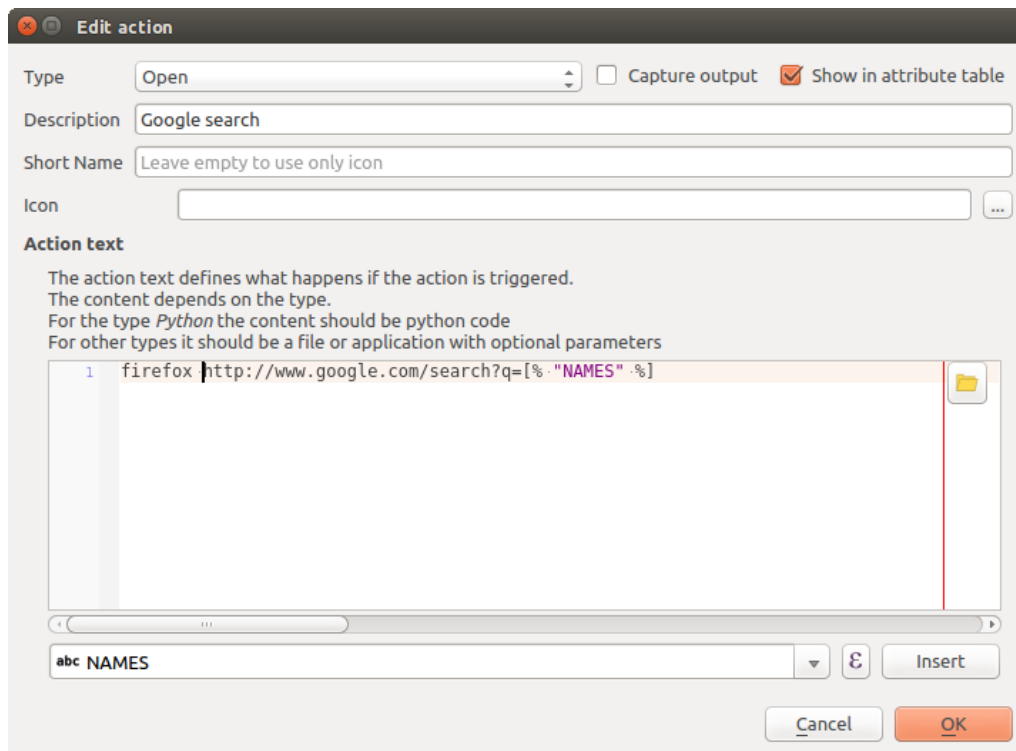 Edit action
Type Open Capture output Show in attribute table
Description Google search
Short Name Leave empty to use only icon
Icon ...
Action text
The action text defines what happens if the action is triggered.
The content depends on the type.
For the type Python the content should be python code
For other types it should be a file or application with optional parameters
1 firefox http://www.google.com/search?q=[% "NAMES" %]
abc NAMES ε Insert
Cancel OK